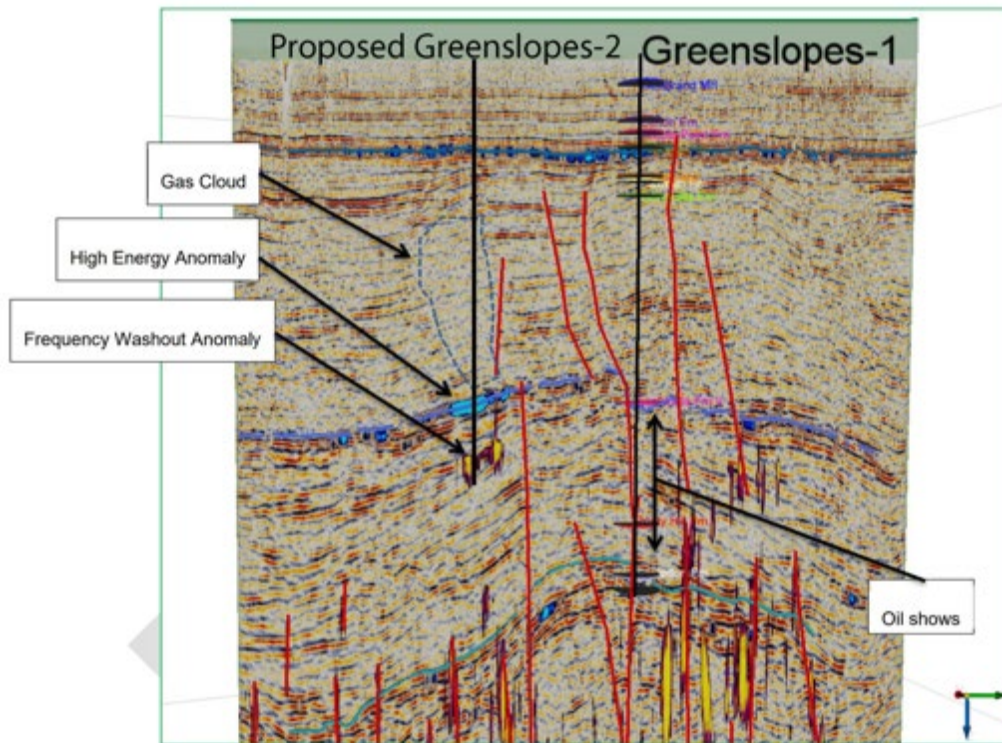 Proposed Greenslopes-2
Greenslopes-1
Gas Cloud
High Energy Anomaly
Frequency Washout Anomaly
Oil shows